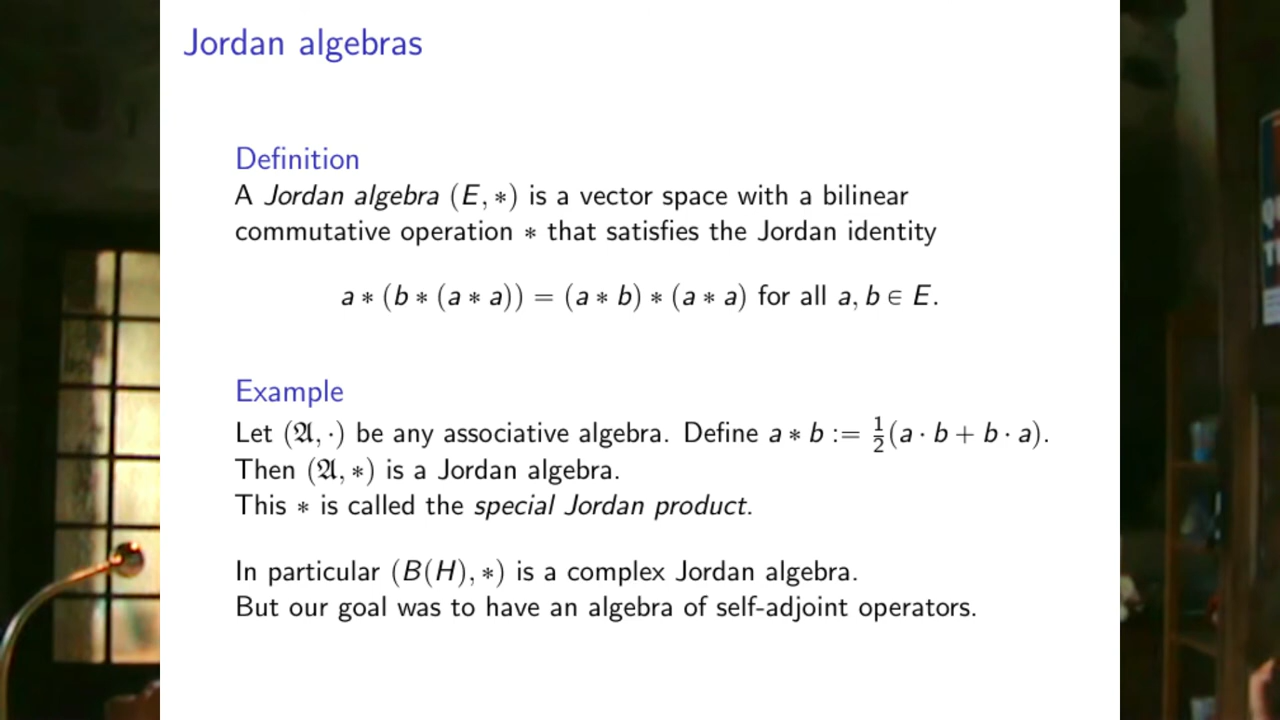 Jordan algebras
Definition
A Jordan algebra (E, ∗) is a vector space with a bilinear
commutative operation ∗ that satisfies the Jordan identity
a ∗ (b ∗ (a ∗ a)) = (a ∗ b) ∗ (a ∗ a) for all a, b ∈ E.
Example
Let (𝔄, ·) be any associative algebra. Define a ∗ b := ½(a · b + b · a).
Then (𝔄, ∗) is a Jordan algebra.
This ∗ is called the special Jordan product.
In particular (B(H), ∗) is a complex Jordan algebra.
But our goal was to have an algebra of self-adjoint operators.